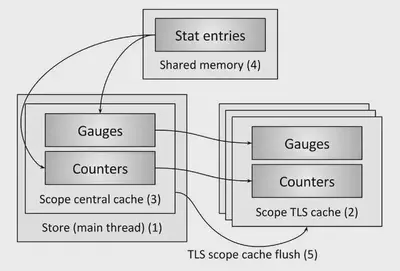 Stat entries
Shared memory (4)
Gauges
Counters
Scope central cache (3)
Store (main thread) (1)
Gauges
Counters
Scope TLS cache (2)
TLS scope cache flush (5)